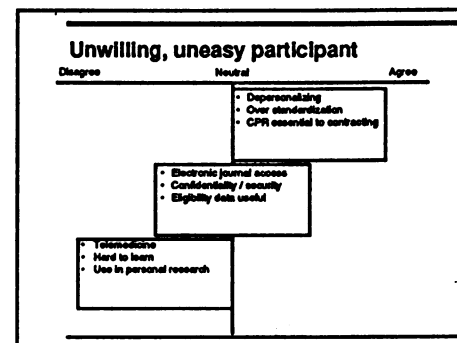 Unwilling, uneasy participant
Disagree Neutral Agree
• Depersonalizing
• Over standardization
• CPR essential to contracting
• Electronic journal access
• Confidentiality / security
• Eligibility data useful
• Telemedicine
• Hard to learn
• Use in personal research